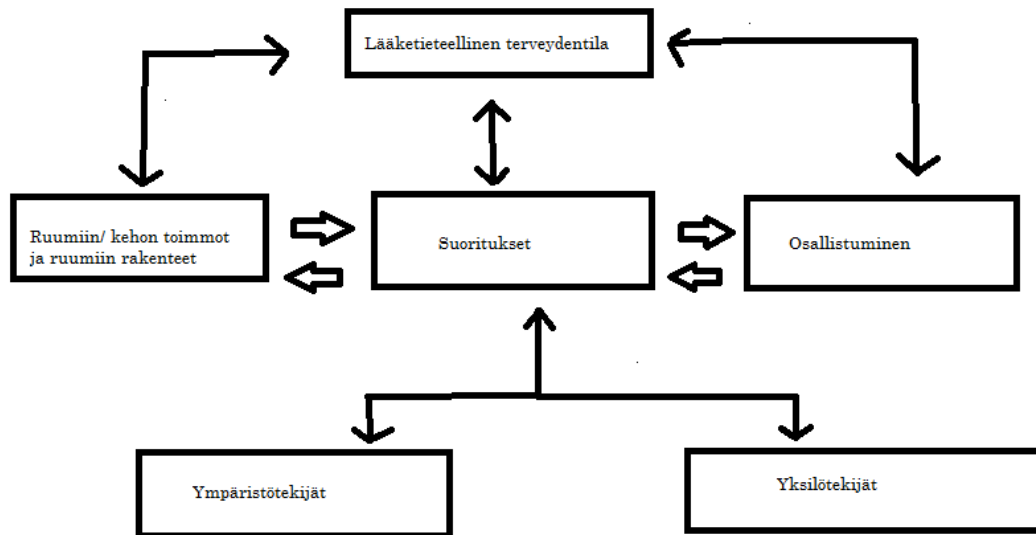 Lääketieteellinen terveydentila
Ruumiin/ kehon toimmot
ja ruumiin rakenteet
Suoritukset
Osallistuminen
Ympäristötekijät
Yksilötekijät